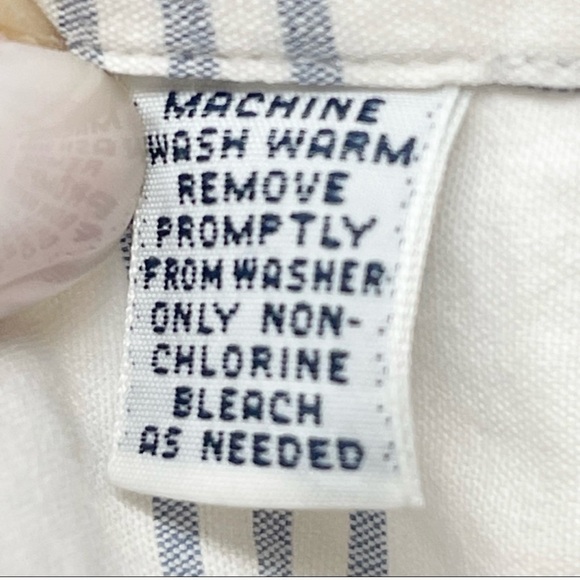 MACHINE
WASH WARM
REMOVE
PROMPTLY
FROM WASHER
ONLY NON-
CHLORINE
BLEACH
AS NEEDED